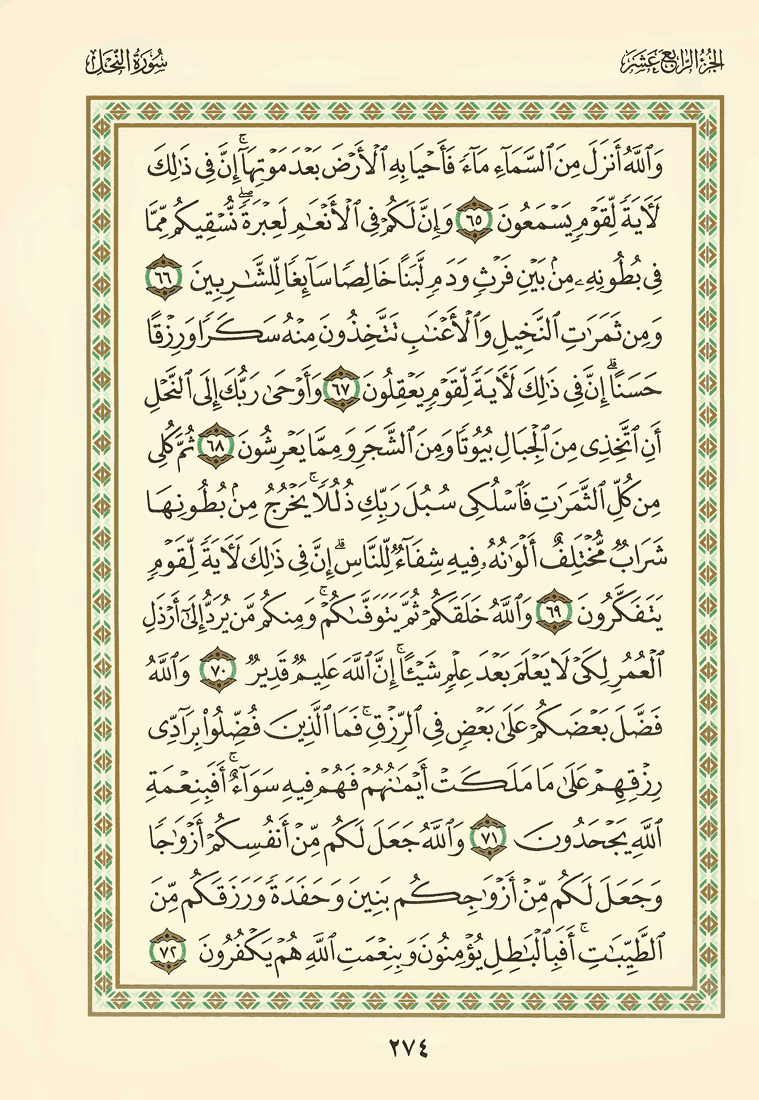 الجزء الرابع عشر
سورة النحل
وَٱللَّهُ أَنزَلَ مِنَ ٱلسَّمَآءِ مَآءً فَأَحۡيَا بِهِ ٱلۡأَرۡضَ بَعۡدَ مَوۡتِهَآۚ إِنَّ فِي ذَٰلِكَ
لَأٓيَةٗ لِّقَوۡمٖ يَسۡمَعُونَ ٦٥ وَإِنَّ لَكُمۡ فِي ٱلۡأَنۡعَٰمِ لَعِبۡرَةٗۖ نُّسۡقِيكُم مِّمَّا
فِي بُطُونِهِۦ مِنۢ بَيۡنِ فَرۡثٖ وَدَمٖ لَّبَنًا خَالِصٗا سَآئِغٗا لِّلشَّٰرِبِينَ ٦٦
وَمِن ثَمَرَٰتِ ٱلنَّخِيلِ وَٱلۡأَعۡنَٰبِ تَتَّخِذُونَ مِنۡهُ سَكَرٗا وَرِزۡقًا
حَسَنًاۚ إِنَّ فِي ذَٰلِكَ لَأٓيَةٗ لِّقَوۡمٖ يَعۡقِلُونَ ٦٧ وَأَوۡحَىٰ رَبُّكَ إِلَى ٱلنَّحۡلِ
أَنِ ٱتَّخِذِي مِنَ ٱلۡجِبَالِ بُيُوتٗا وَمِنَ ٱلشَّجَرِ وَمِمَّا يَعۡرِشُونَ ٦٨ ثُمَّ كُلِي
مِن كُلِّ ٱلثَّمَرَٰتِ فَٱسۡلُكِي سُبُلَ رَبِّكِ ذُلُلٗاۚ يَخۡرُجُ مِنۢ بُطُونِهَا
شَرَابٞ مُّخۡتَلِفٌ أَلۡوَٰنُهُۥ فِيهِ شِفَآءٞ لِّلنَّاسِۚ إِنَّ فِي ذَٰلِكَ لَأٓيَةٗ لِّقَوۡمٖ
يَتَفَكَّرُونَ ٦٩ وَٱللَّهُ خَلَقَكُمۡ ثُمَّ يَتَوَفَّىٰكُمۡۚ وَمِنكُم مَّن يُرَدُّ إِلَىٰٓ أَرۡذَلِ
ٱلۡعُمُرِ لِكَيۡ لَا يَعۡلَمَ بَعۡدَ عِلۡمٖ شَيۡـًٔاۚ إِنَّ ٱللَّهَ عَلِيمٞ قَدِيرٞ ٧٠ وَٱللَّهُ
فَضَّلَ بَعۡضَكُمۡ عَلَىٰ بَعۡضٖ فِي ٱلرِّزۡقِۚ فَمَا ٱلَّذِينَ فُضِّلُواْ بِرَآدِّي
رِزۡقِهِمۡ عَلَىٰ مَا مَلَكَتۡ أَيۡمَٰنُهُمۡ فَهُمۡ فِيهِ سَوَآءٌۚ أَفَبِنِعۡمَةِ
ٱللَّهِ يَجۡحَدُونَ ٧١ وَٱللَّهُ جَعَلَ لَكُم مِّنۡ أَنفُسِكُمۡ أَزۡوَٰجٗا
وَجَعَلَ لَكُم مِّنۡ أَزۡوَٰجِكُم بَنِينَ وَحَفَدَةٗ وَرَزَقَكُم مِّنَ
ٱلطَّيِّبَٰتِۚ أَفَبِٱلۡبَٰطِلِ يُؤۡمِنُونَ وَبِنِعۡمَتِ ٱللَّهِ هُمۡ يَكۡفُرُونَ ٧٢
٢٧٤